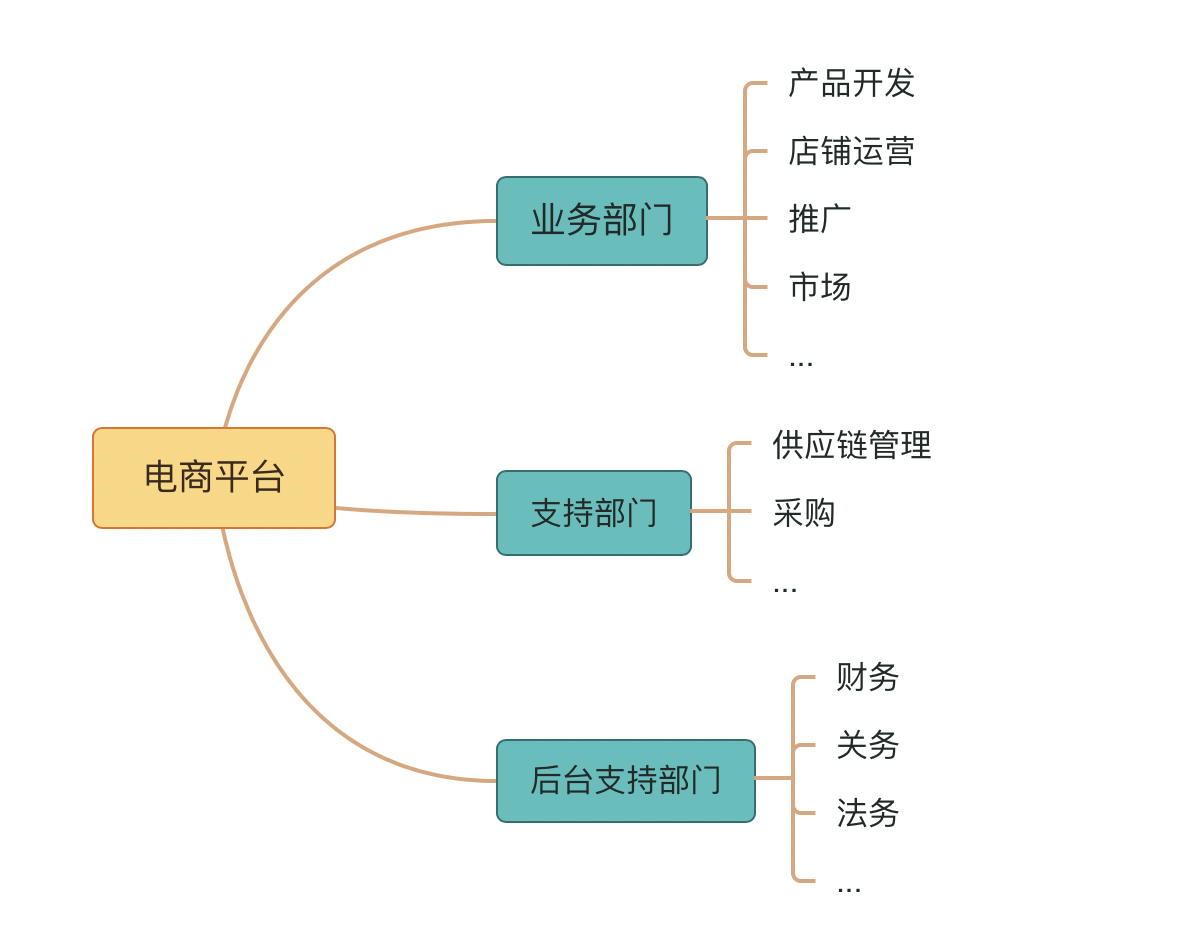 电商平台
业务部门
产品开发
店铺运营
推广
市场
...
支持部门
供应链管理
采购
...
后台支持部门
财务
关务
法务
...